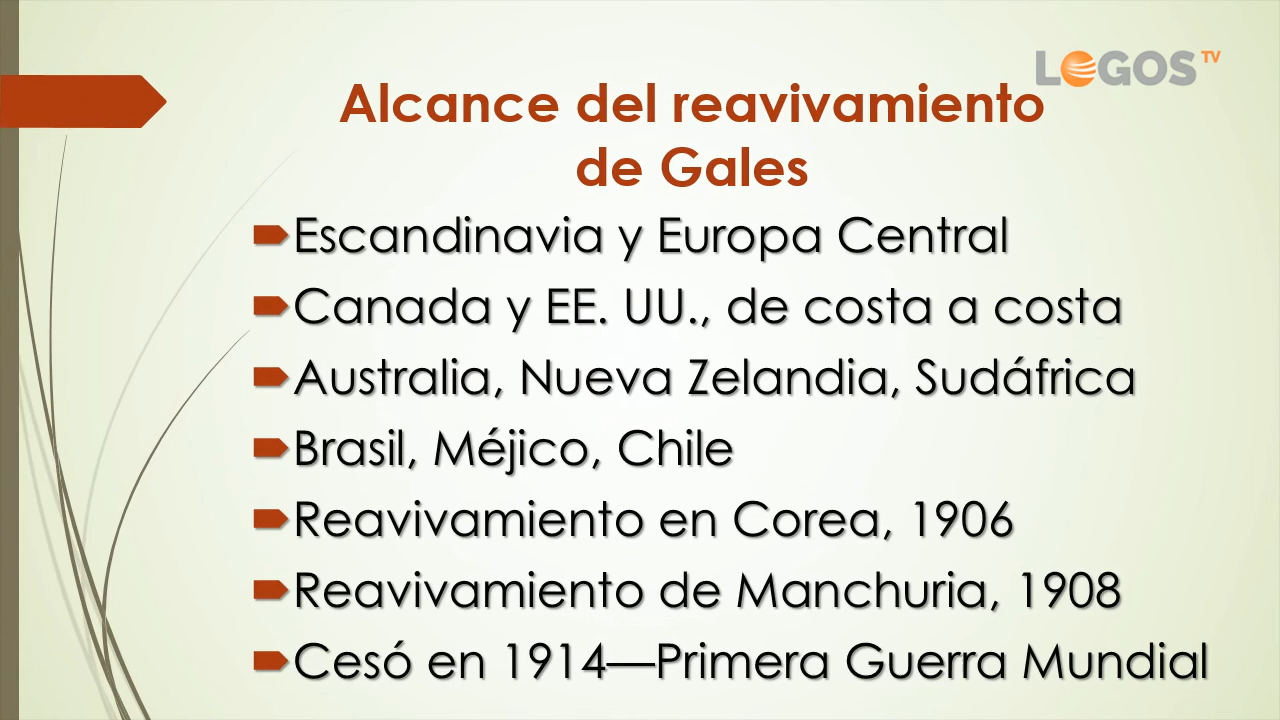 LOGOS TV
Alcance del reavivamiento
de Gales
Escandinavia y Europa Central
Canada y EE. UU., de costa a costa
Australia, Nueva Zelandia, Sudáfrica
Brasil, Méjico, Chile
Reavivamiento en Corea, 1906
Reavivamiento de Manchuria, 1908
Cesó en 1914—Primera Guerra Mundial